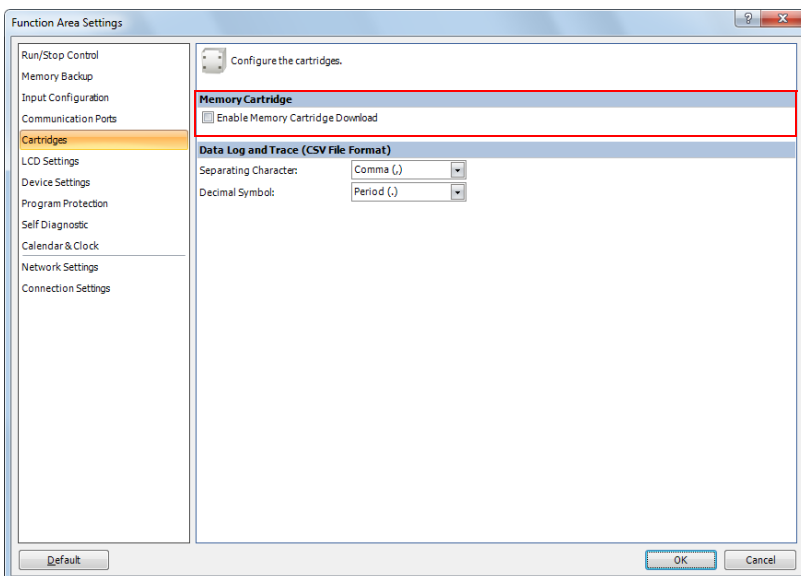 Function Area Settings
Run/Stop Control
Memory Backup
Input Configuration
Communication Ports
Cartridges
LCD Settings
Device Settings
Program Protection
Self Diagnostic
Calendar & Clock
Network Settings
Connection Settings
Configure the cartridges.
Memory Cartridge
Enable Memory Cartridge Download
Data Log and Trace (CSV File Format)
Separating Character: Comma (,)
Decimal Symbol: Period (.)
Default OK Cancel